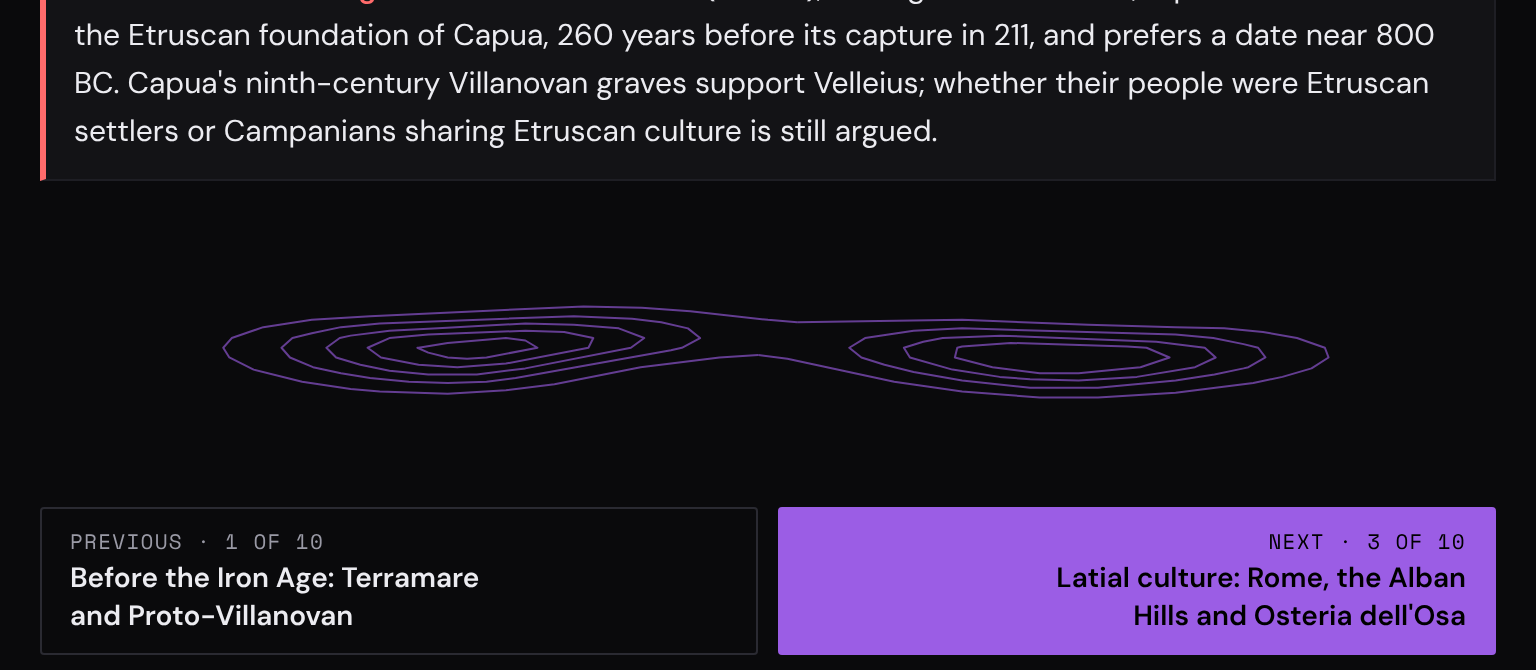 the Etruscan foundation of Capua, 260 years before its capture in 211, and prefers a date near 800
BC. Capua's ninth-century Villanovan graves support Velleius; whether their people were Etruscan
settlers or Campanians sharing Etruscan culture is still argued.
PREVIOUS · 1 OF 10
Before the Iron Age: Terramare
and Proto-Villanovan
NEXT · 3 OF 10
Latial culture: Rome, the Alban
Hills and Osteria dell'Osa